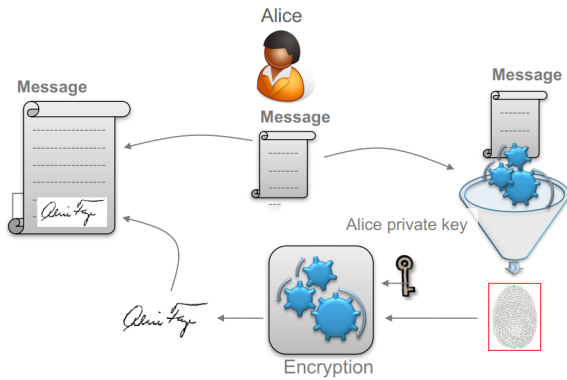 Alice
Message
Message
Message
Alice private key
Encryption